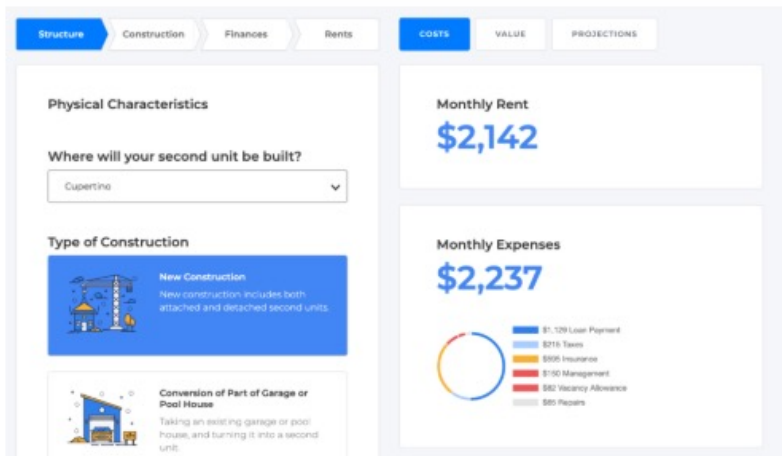 Structure
Construction
Finances
Rents
COSTS
VALUE
PROJECTIONS
Physical Characteristics
Where will your second unit be built?
Cupertino
Type of Construction
New Construction
New construction includes both
attached and detached second units.
Conversion of Part of Garage or
Pool House
Taking an existing garage or pool
house, and turning it into a second
unit
Monthly Rent
$2,142
Monthly Expenses
$2,237
$1,129 Loan Payment
$215 Taxes
Insurance
$150 Management
$82 Vacancy Allowance
$85 Repairs